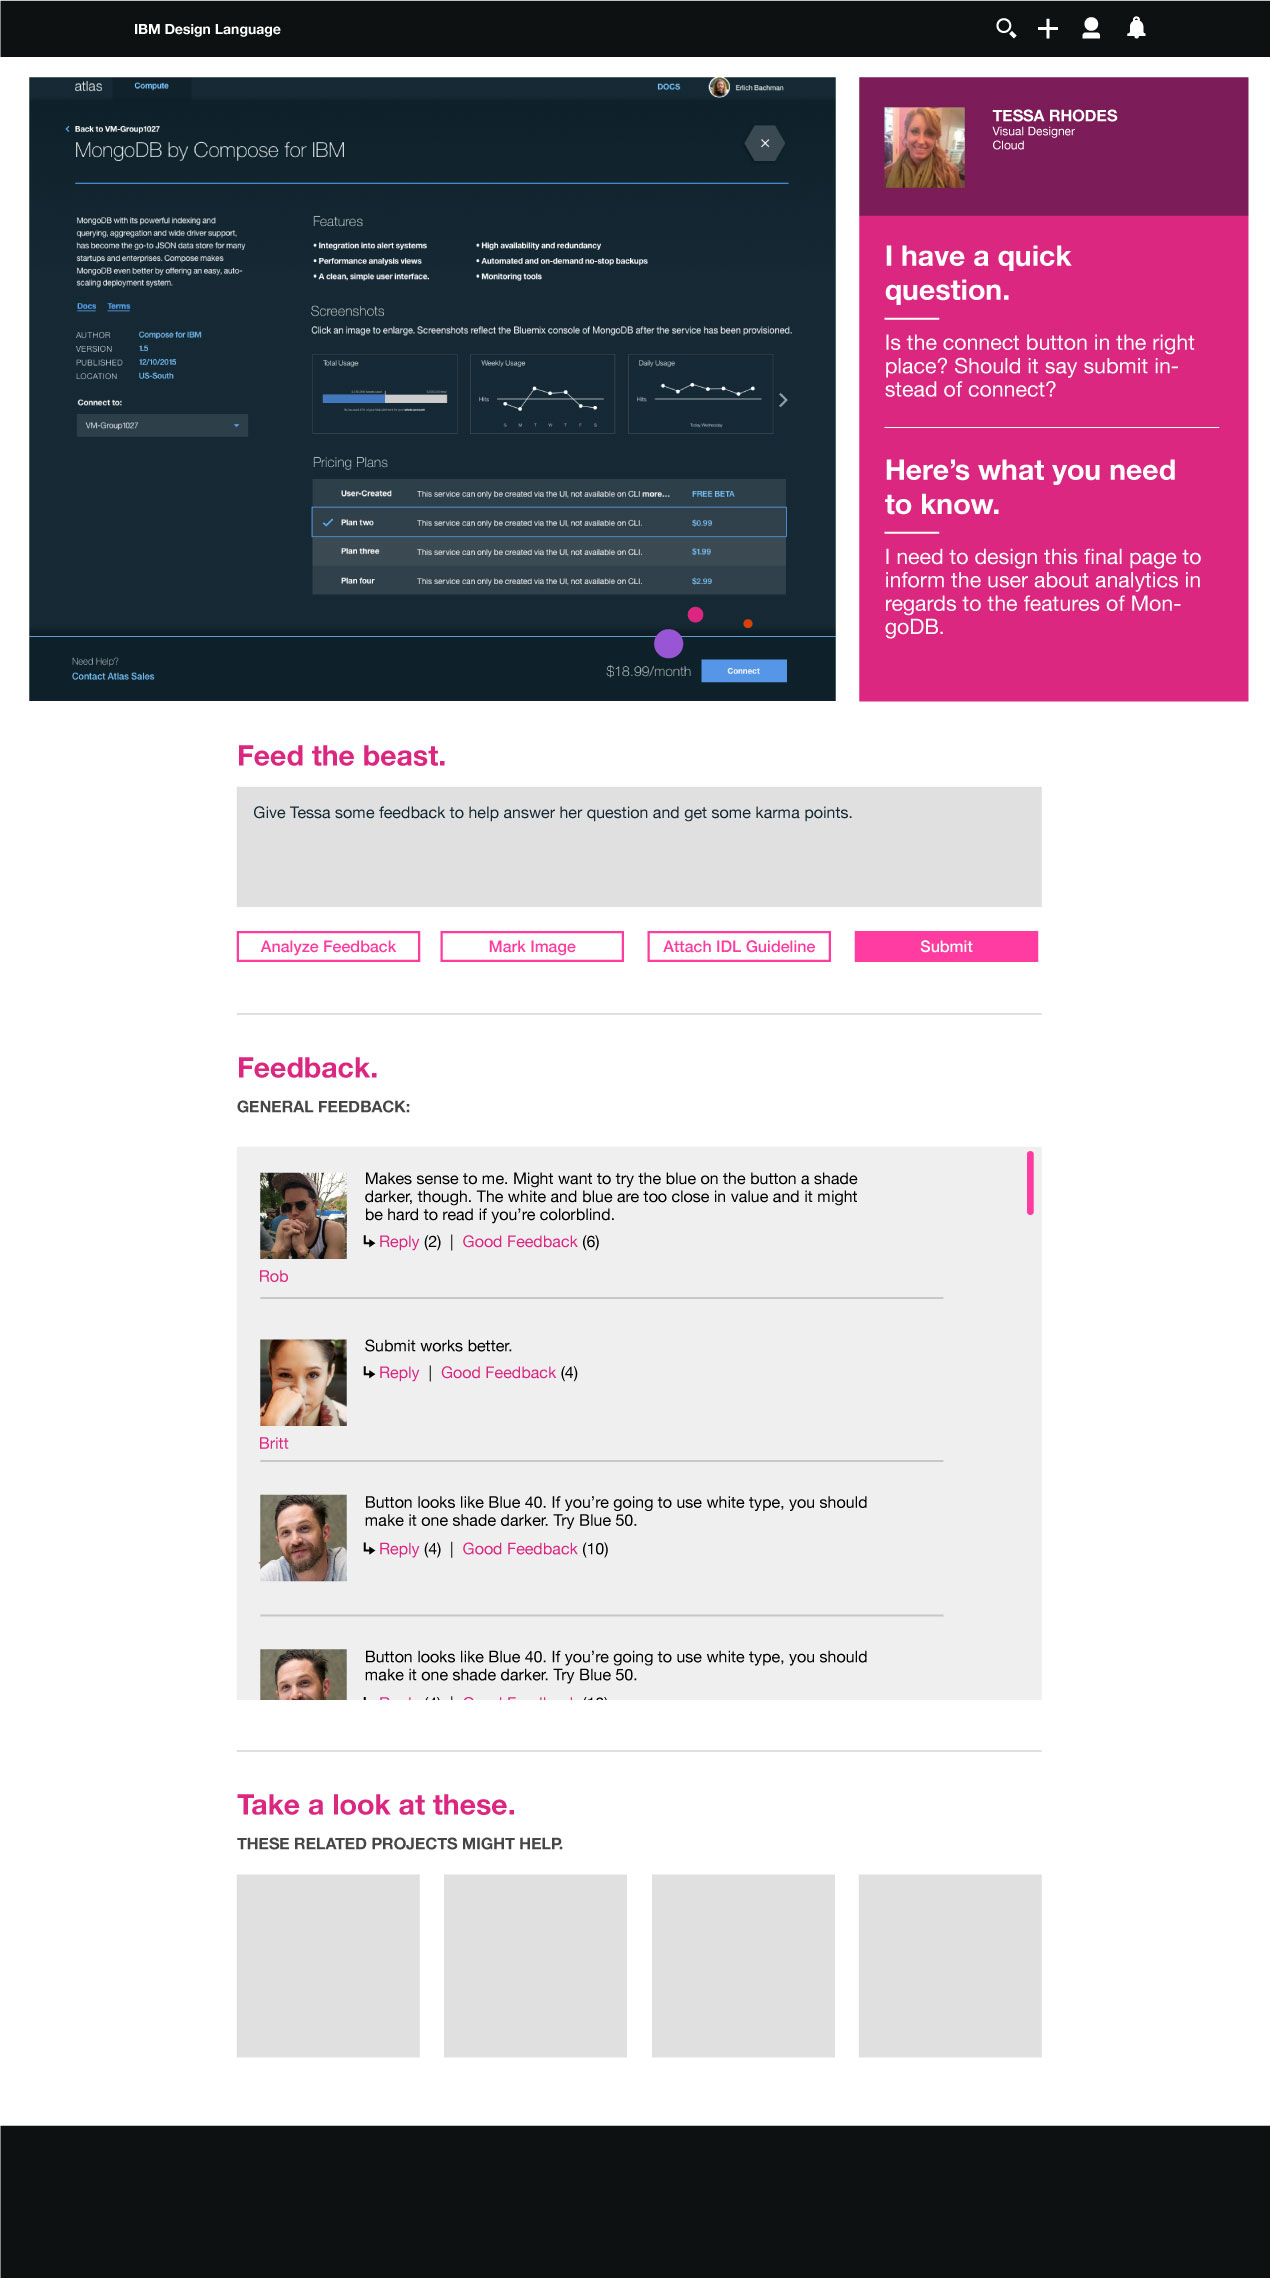 IBM Design Language
atlas
Compute
DOCS
Erlich Bachman
Back to VM-Group1027
MongoDB by Compose for IBM
MongoDB with its powerful indexing and
querying, aggregation and wide driver support,
has become the go-to JSON data store for many
startups and enterprises. Compose makes
MongoDB even better by offering an easy, auto-
scaling deployment system.
Docs Terms
AUTHOR Compose for IBM
VERSION 1.5
PUBLISHED 12/10/2015
LOCATION US-South
Connect to:
VM-Group1027
Features
• Integration into alert systems
• Performance analysis views
• A clean, simple user interface.
• High availability and redundancy
• Automated and on-demand no-stop backups
• Monitoring tools
Screenshots
Click an image to enlarge. Screenshots reflect the Bluemix console of MongoDB after the service has been provisioned.
Total Usage
Weekly Usage
Hits
S M T W T F S
Daily Usage
Hits
Today, Wednesday
Pricing Plans
User-Created This service can only be created via the UI, not available on CLI more... FREE BETA
Plan two This service can only be created via the UI, not available on CLI. $0.99
Plan three This service can only be created via the UI, not available on CLI. $1.99
Plan four This service can only be created via the UI, not available on CLI. $2.99
Need Help?
Contact Atlas Sales
$18.99/month
Connect
TESSA RHODES
Visual Designer
Cloud
I have a quick
question.
Is the connect button in the right
place? Should it say submit in-
stead of connect?
Here's what you need
to know.
I need to design this final page to
inform the user about analytics in
regards to the features of Mon-
goDB.
Feed the beast.
Give Tessa some feedback to help answer her question and get some karma points.
Analyze Feedback
Mark Image
Attach IDL Guideline
Submit
Feedback.
GENERAL FEEDBACK:
Makes sense to me. Might want to try the blue on the button a shade
darker, though. The white and blue are too close in value and it might
be hard to read if you're colorblind.
Reply (2) | Good Feedback (6)
Rob
Submit works better.
Reply | Good Feedback (4)
Britt
Button looks like Blue 40. If you're going to use white type, you should
make it one shade darker. Try Blue 50.
Reply (4) | Good Feedback (10)
Button looks like Blue 40. If you're going to use white type, you should
make it one shade darker. Try Blue 50.
Take a look at these.
THESE RELATED PROJECTS MIGHT HELP.